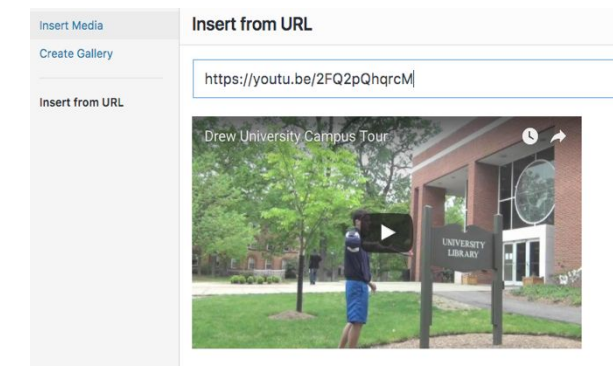 Insert Media
Create Gallery
Insert from URL
Insert from URL
https://youtu.be/2FQ2pQhqrcM
Drew University Campus Tour
UNIVERSITY
LIBRARY